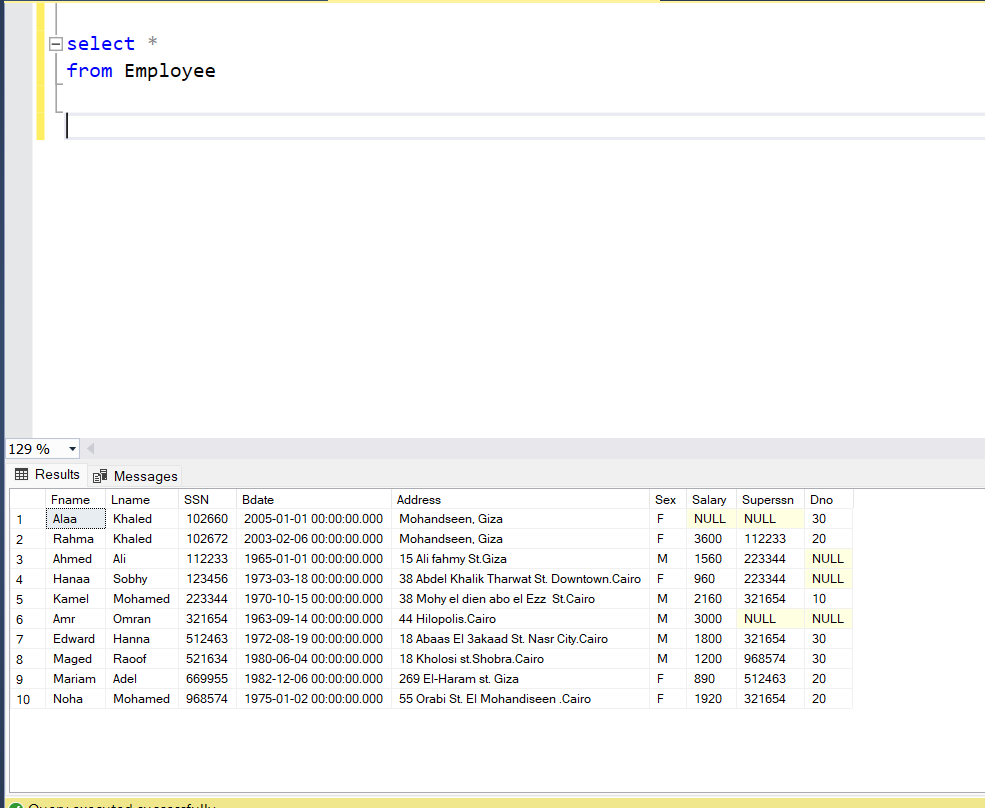 select *
from Employee
129 %
Results Messages
Fname Lname SSN Bdate Address Sex Salary Superssn Dno
1 Alaa Khaled 102660 2005-01-01 00:00:00.000 Mohandseen, Giza F NULL NULL 30
2 Rahma Khaled 102672 2003-02-06 00:00:00.000 Mohandseen, Giza F 3600 112233 20
3 Ahmed Ali 112233 1965-01-01 00:00:00.000 15 Ali fahmy St.Giza M 1560 223344 NULL
4 Hanaa Sobhy 123456 1973-03-18 00:00:00.000 38 Abdel Khalik Tharwat St. Downtown.Cairo F 960 223344 NULL
5 Kamel Mohamed 223344 1970-10-15 00:00:00.000 38 Mohy el dien abo el Ezz St.Cairo M 2160 321654 10
6 Amr Omran 321654 1963-09-14 00:00:00.000 44 Hilopolis.Cairo M 3000 NULL NULL
7 Edward Hanna 512463 1972-08-19 00:00:00.000 18 Abaas El 3akaad St. Nasr City.Cairo M 1800 321654 30
8 Maged Raoof 521634 1980-06-04 00:00:00.000 18 Kholosi st.Shobra.Cairo M 1200 968574 30
9 Mariam Adel 669955 1982-12-06 00:00:00.000 269 El-Haram st. Giza F 890 512463 20
10 Noha Mohamed 968574 1975-01-02 00:00:00.000 55 Orabi St. El Mohandiseen .Cairo F 1920 321654 20
Query executed successfully